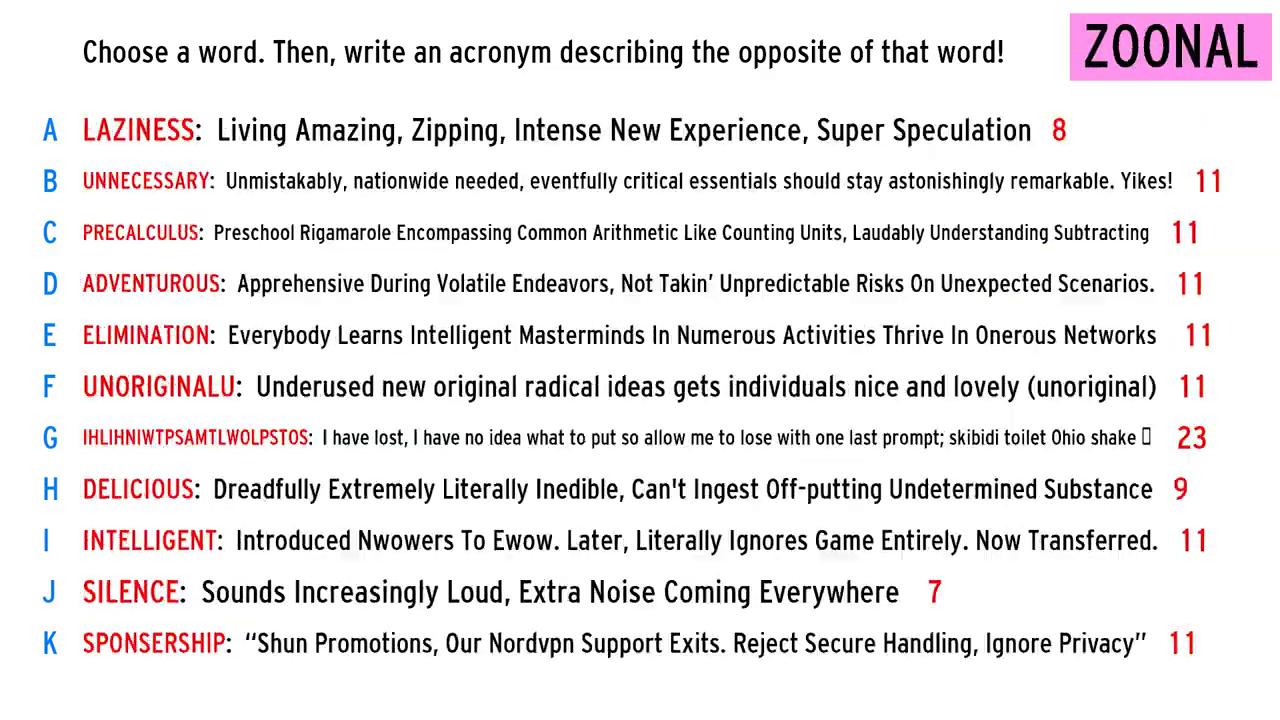 Choose a word. Then, write an acronym describing the opposite of that word!
ZOONAL
A LAZINESS: Living Amazing, Zipping, Intense New Experience, Super Speculation 8
B UNNECESSARY: Unmistakably, nationwide needed, eventfully critical essentials should stay astonishingly remarkable. Yikes! 11
C PRECALCULUS: Preschool Rigamarole Encompassing Common Arithmetic Like Counting Units, Laudably Understanding Subtracting 11
D ADVENTUROUS: Apprehensive During Volatile Endeavors, Not Takin’ Unpredictable Risks On Unexpected Scenarios. 11
E ELIMINATION: Everybody Learns Intelligent Masterminds In Numerous Activities Thrive In Onerous Networks 11
F UNORIGINALU: Underused new original radical ideas gets individuals nice and lovely (unoriginal) 11
G IHLIHNIWTPSAMTLWOLPSTOS: I have lost, I have no idea what to put so allow me to lose with one last prompt; skibidi toilet Ohio shake 23
H DELICIOUS: Dreadfully Extremely Literally Inedible, Can't Ingest Off-putting Undetermined Substance 9
I INTELLIGENT: Introduced Nwowers To Ewow. Later, Literally Ignores Game Entirely. Now Transferred. 11
J SILENCE: Sounds Increasingly Loud, Extra Noise Coming Everywhere 7
K SPONSERSHIP: “Shun Promotions, Our Nordvpn Support Exits. Reject Secure Handling, Ignore Privacy” 11